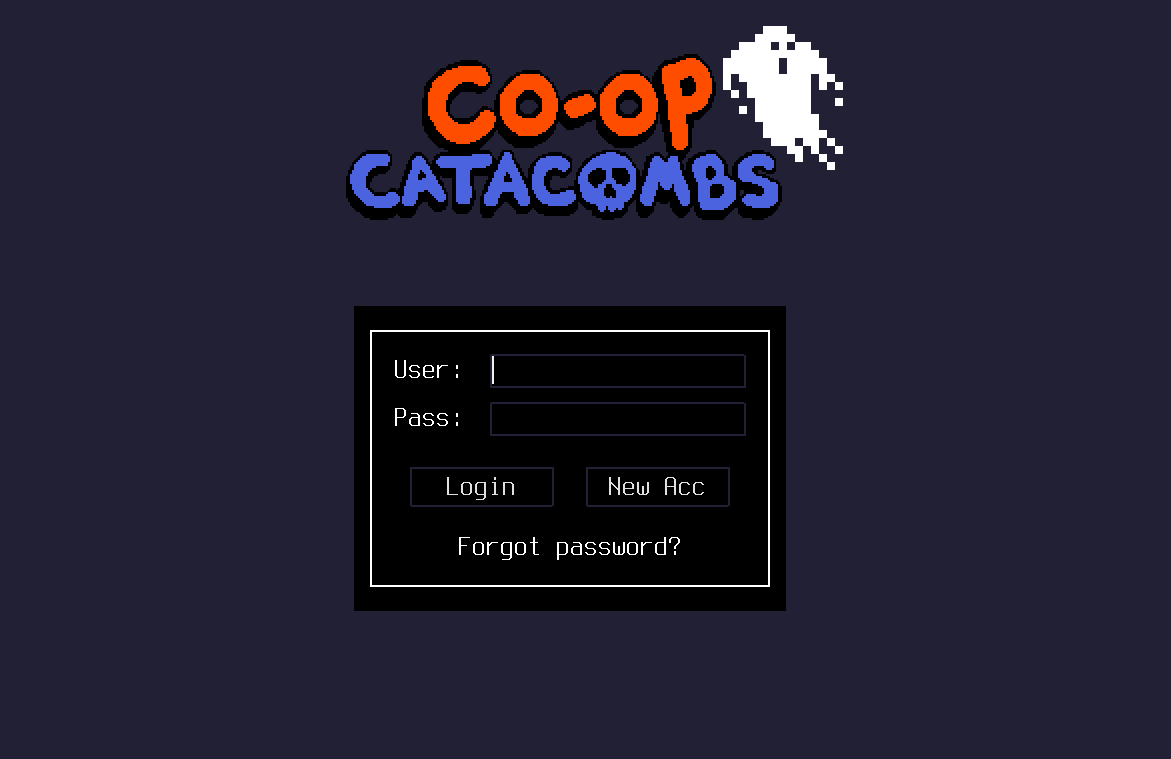 CO-OP
CATACOMBS
User:
Pass:
Login New Acc
Forgot password?